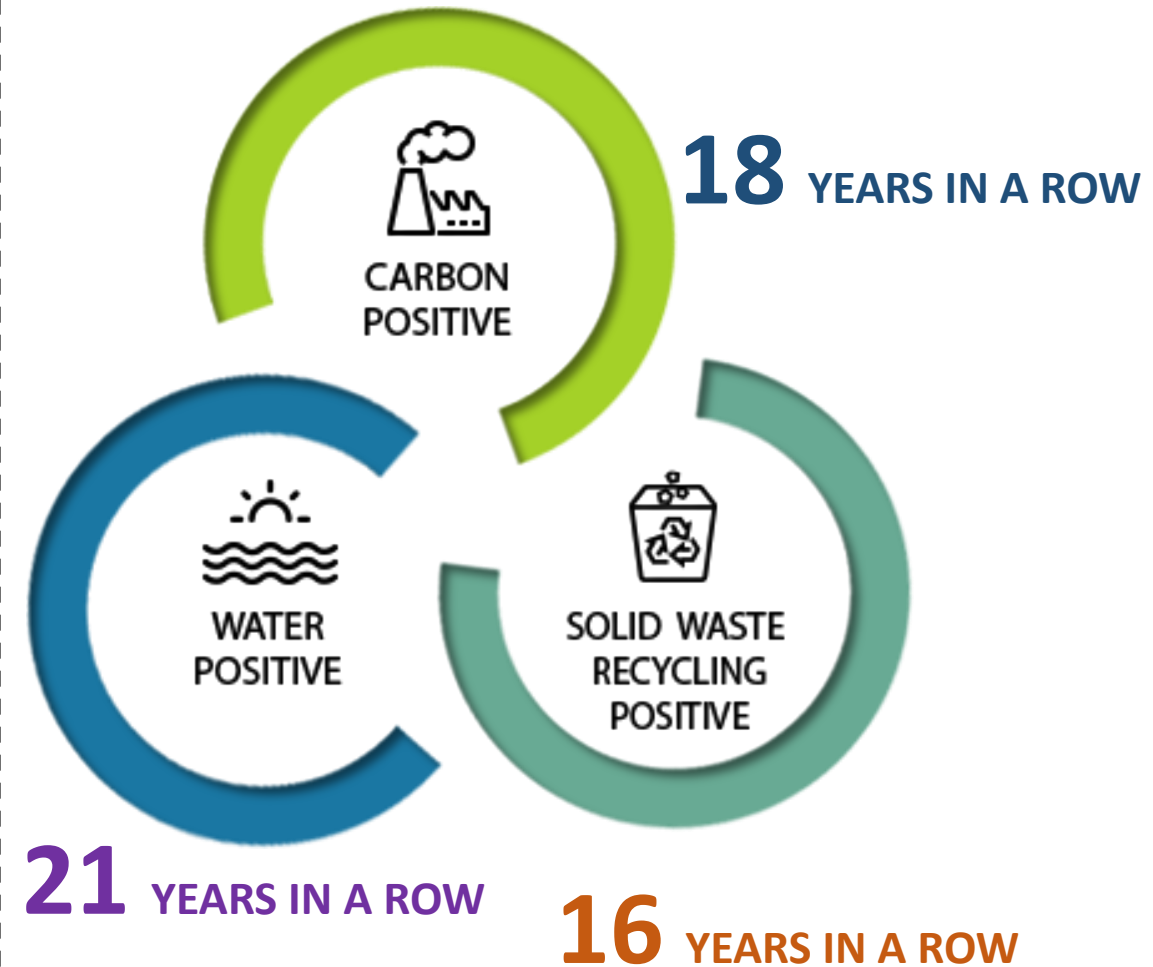 CARBON
POSITIVE
18 YEARS IN A ROW
WATER
POSITIVE
21 YEARS IN A ROW
SOLID WASTE
RECYCLING
POSITIVE
16 YEARS IN A ROW